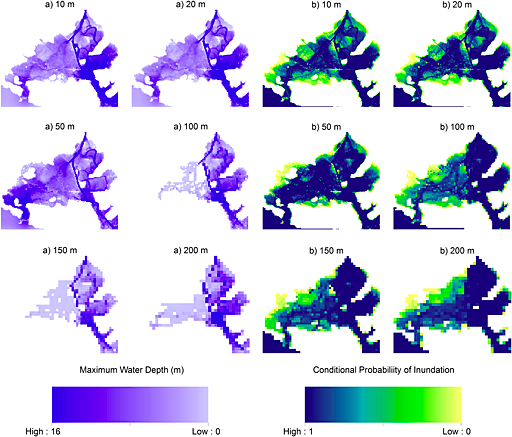 a) 10 m
a) 20 m
b) 10 m
b) 20 m
a) 50 m
a) 100 m
b) 50 m
b) 100 m
a) 150 m
a) 200 m
b) 150 m
b) 200 m
Maximum Water Depth (m)
Conditional Probability of Inundation
High : 16
Low : 0
High : 1
Low : 0